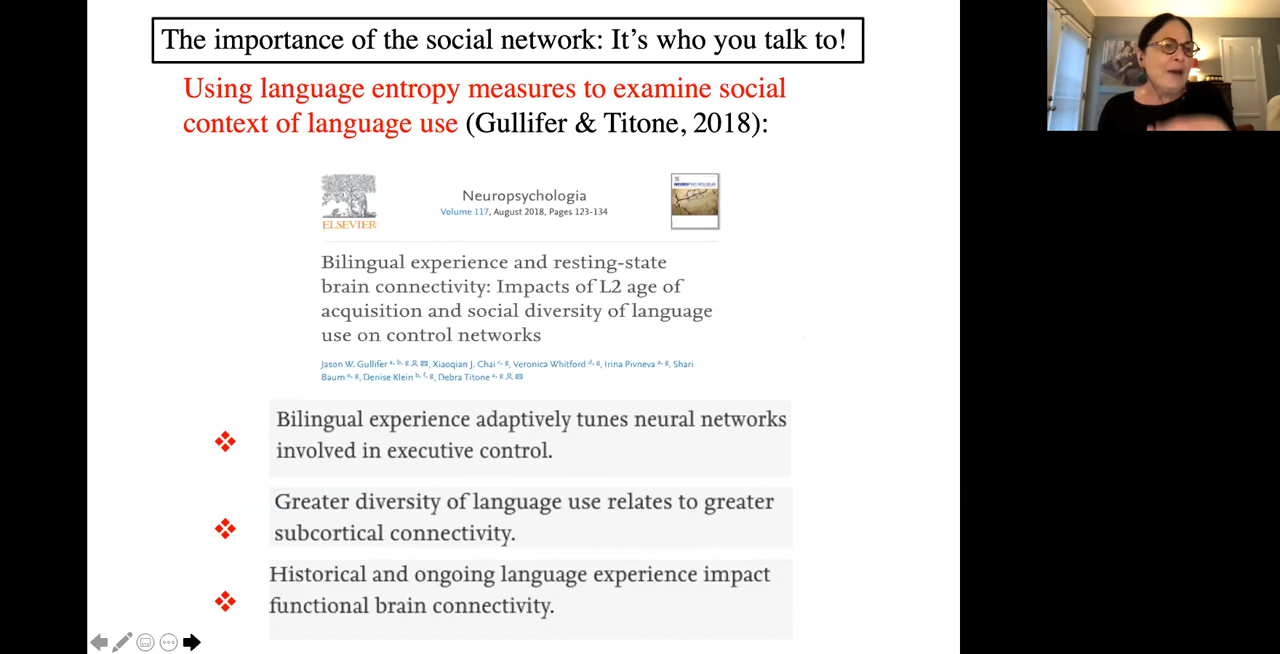 The importance of the social network: It's who you talk to!
Using language entropy measures to examine social
context of language use (Gullifer & Titone, 2018):
ELSEVIER
Neuropsychologia
Volume 117, August 2018, Pages 123-134
Bilingual experience and resting-state
brain connectivity: Impacts of L2 age of
acquisition and social diversity of language
use on control networks
Jason W. Gullifer a, b, g, Xiaoqian J. Chai c, g, Veronica Whitford d, g, Irina Pivneva a, g, Shari
Baum e, g, Denise Klein b, f, g, Debra Titone a, g
Bilingual experience adaptively tunes neural networks
involved in executive control.
Greater diversity of language use relates to greater
subcortical connectivity.
Historical and ongoing language experience impact
functional brain connectivity.